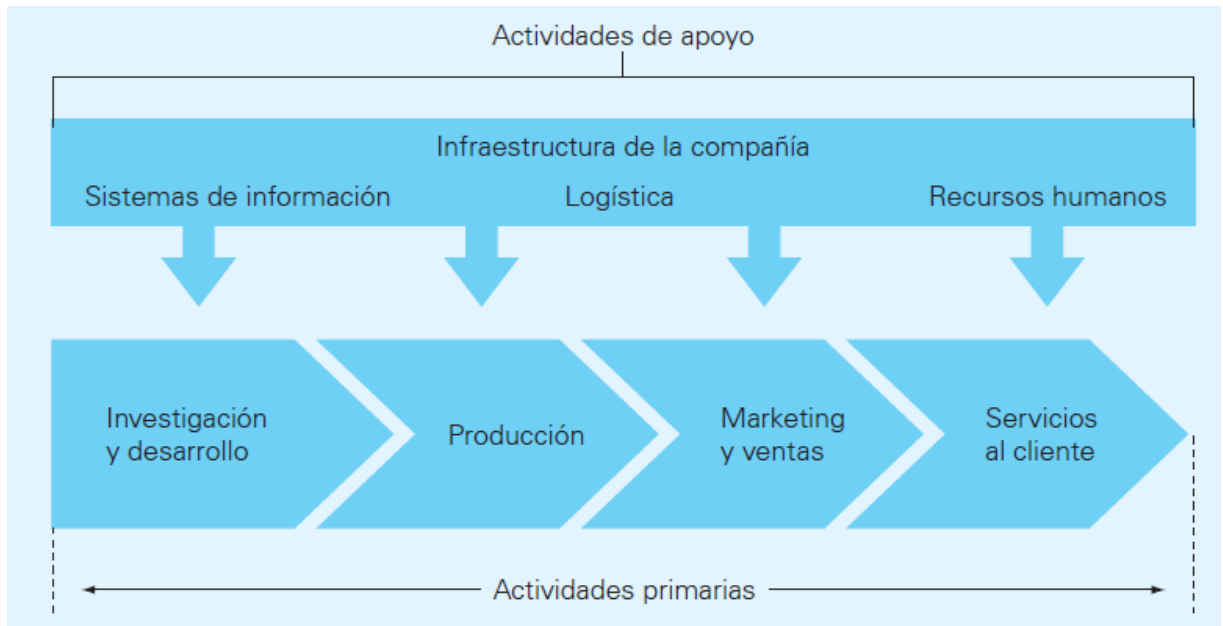 Actividades de apoyo
Infraestructura de la compañía
Sistemas de información
Logística
Recursos humanos
Investigación
y desarrollo
Producción
Marketing
y ventas
Servicios
al cliente
Actividades primarias